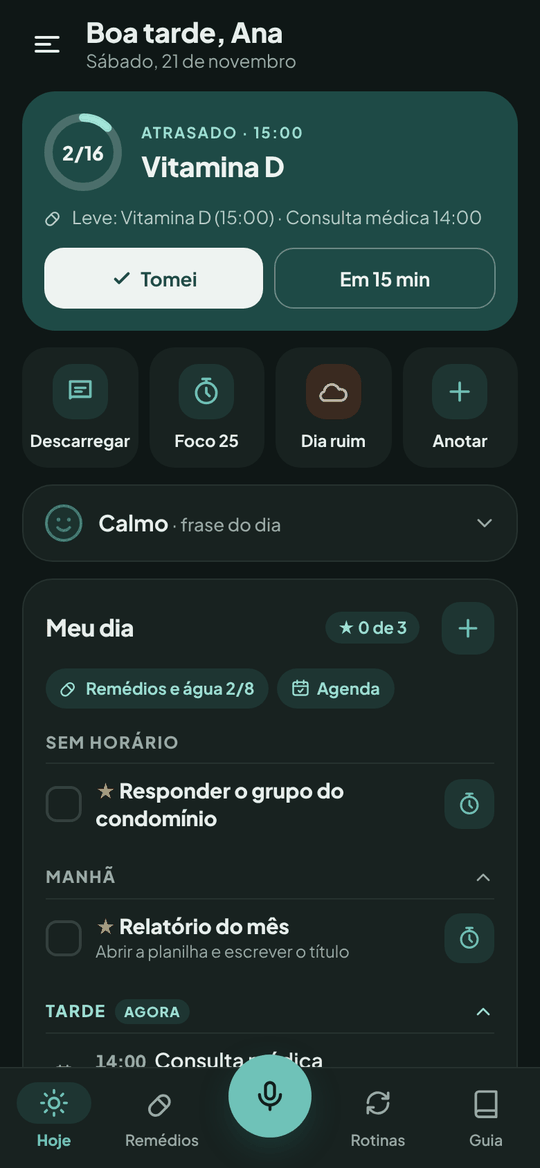 Boa tarde, Ana
Sábado, 21 de novembro
2/16
ATRASADO · 15:00
Vitamina D
Leve: Vitamina D (15:00) · Consulta médica 14:00
Tomei
Em 15 min
Descarregar
Foco 25
Dia ruim
Anotar
Calmo · frase do dia
Meu dia
★ 0 de 3
Remédios e água 2/8
Agenda
SEM HORÁRIO
★ Responder o grupo do
condomínio
MANHÃ
★ Relatório do mês
Abrir a planilha e escrever o título
TARDE
AGORA
14:00 Consulta médica
Hoje
Remédios
Rotinas
Guia